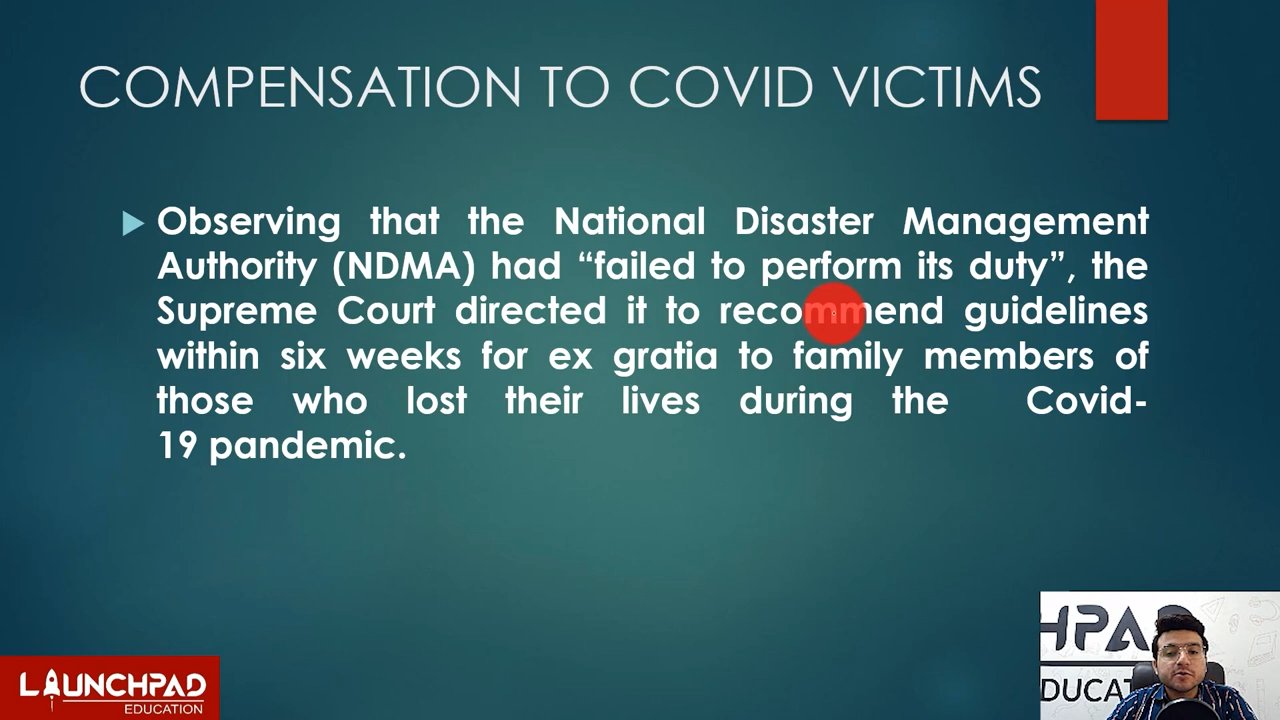 COMPENSATION TO COVID VICTIMS
Observing that the National Disaster Management
Authority (NDMA) had “failed to perform its duty”, the
Supreme Court directed it to recommend guidelines
within six weeks for ex gratia to family members of
those who lost their lives during the Covid-
19 pandemic.
LAUNCHPAD
EDUCATION
HPAD
EDUCAT